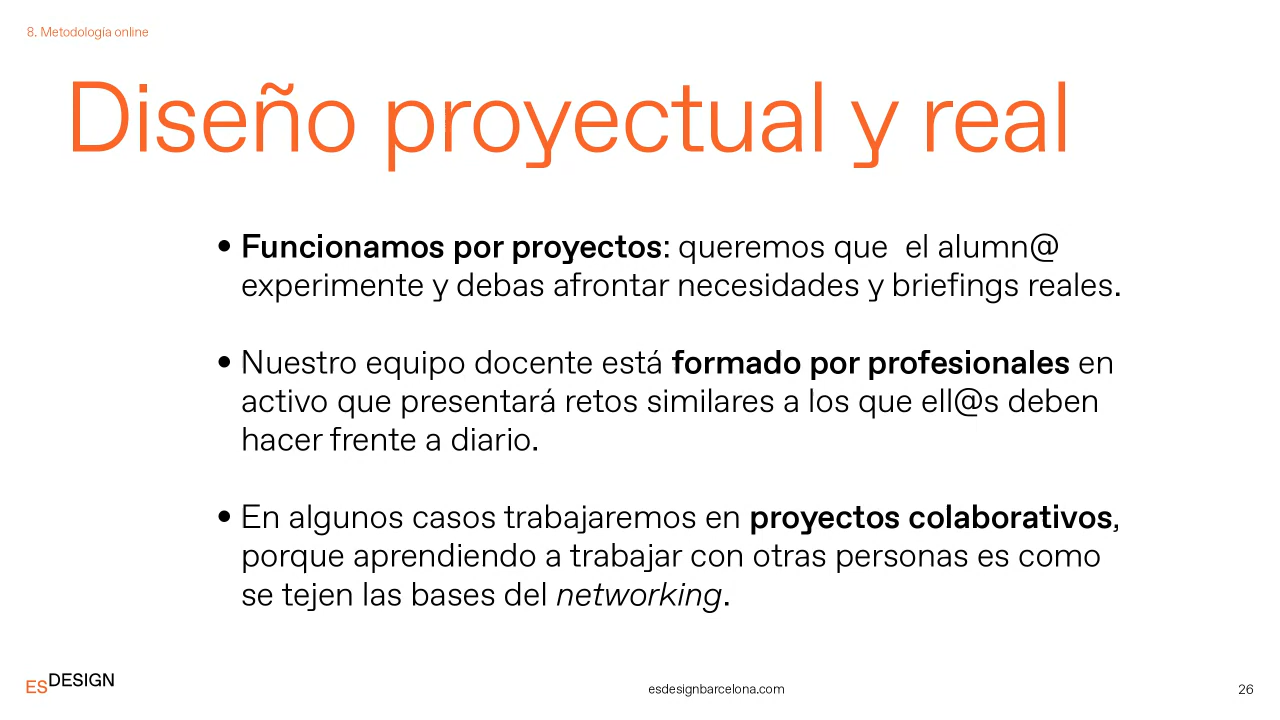 8. Metodología online
Diseño proyectual y real
• Funcionamos por proyectos: queremos que  el alumn@
experimente y debas afrontar necesidades y briefings reales.
• Nuestro equipo docente está formado por profesionales en
activo que presentará retos similares a los que ell@s deben
hacer frente a diario.
• En algunos casos trabajaremos en proyectos colaborativos,
porque aprendiendo a trabajar con otras personas es como
se tejen las bases del networking.
ESDESIGN
esdesignbarcelona.com
26